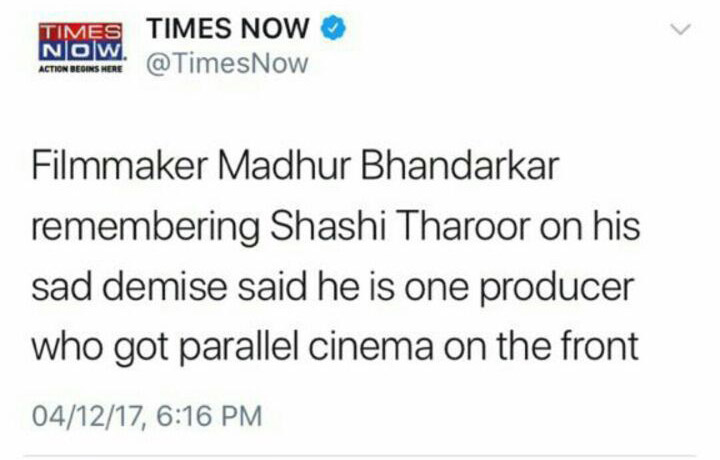 TIMES NOW
@TimesNow
TIMES
NOW.
ACTION BEGINS HERE
Filmmaker Madhur Bhandarkar
remembering Shashi Tharoor on his
sad demise said he is one producer
who got parallel cinema on the front
04/12/17, 6:16 PM